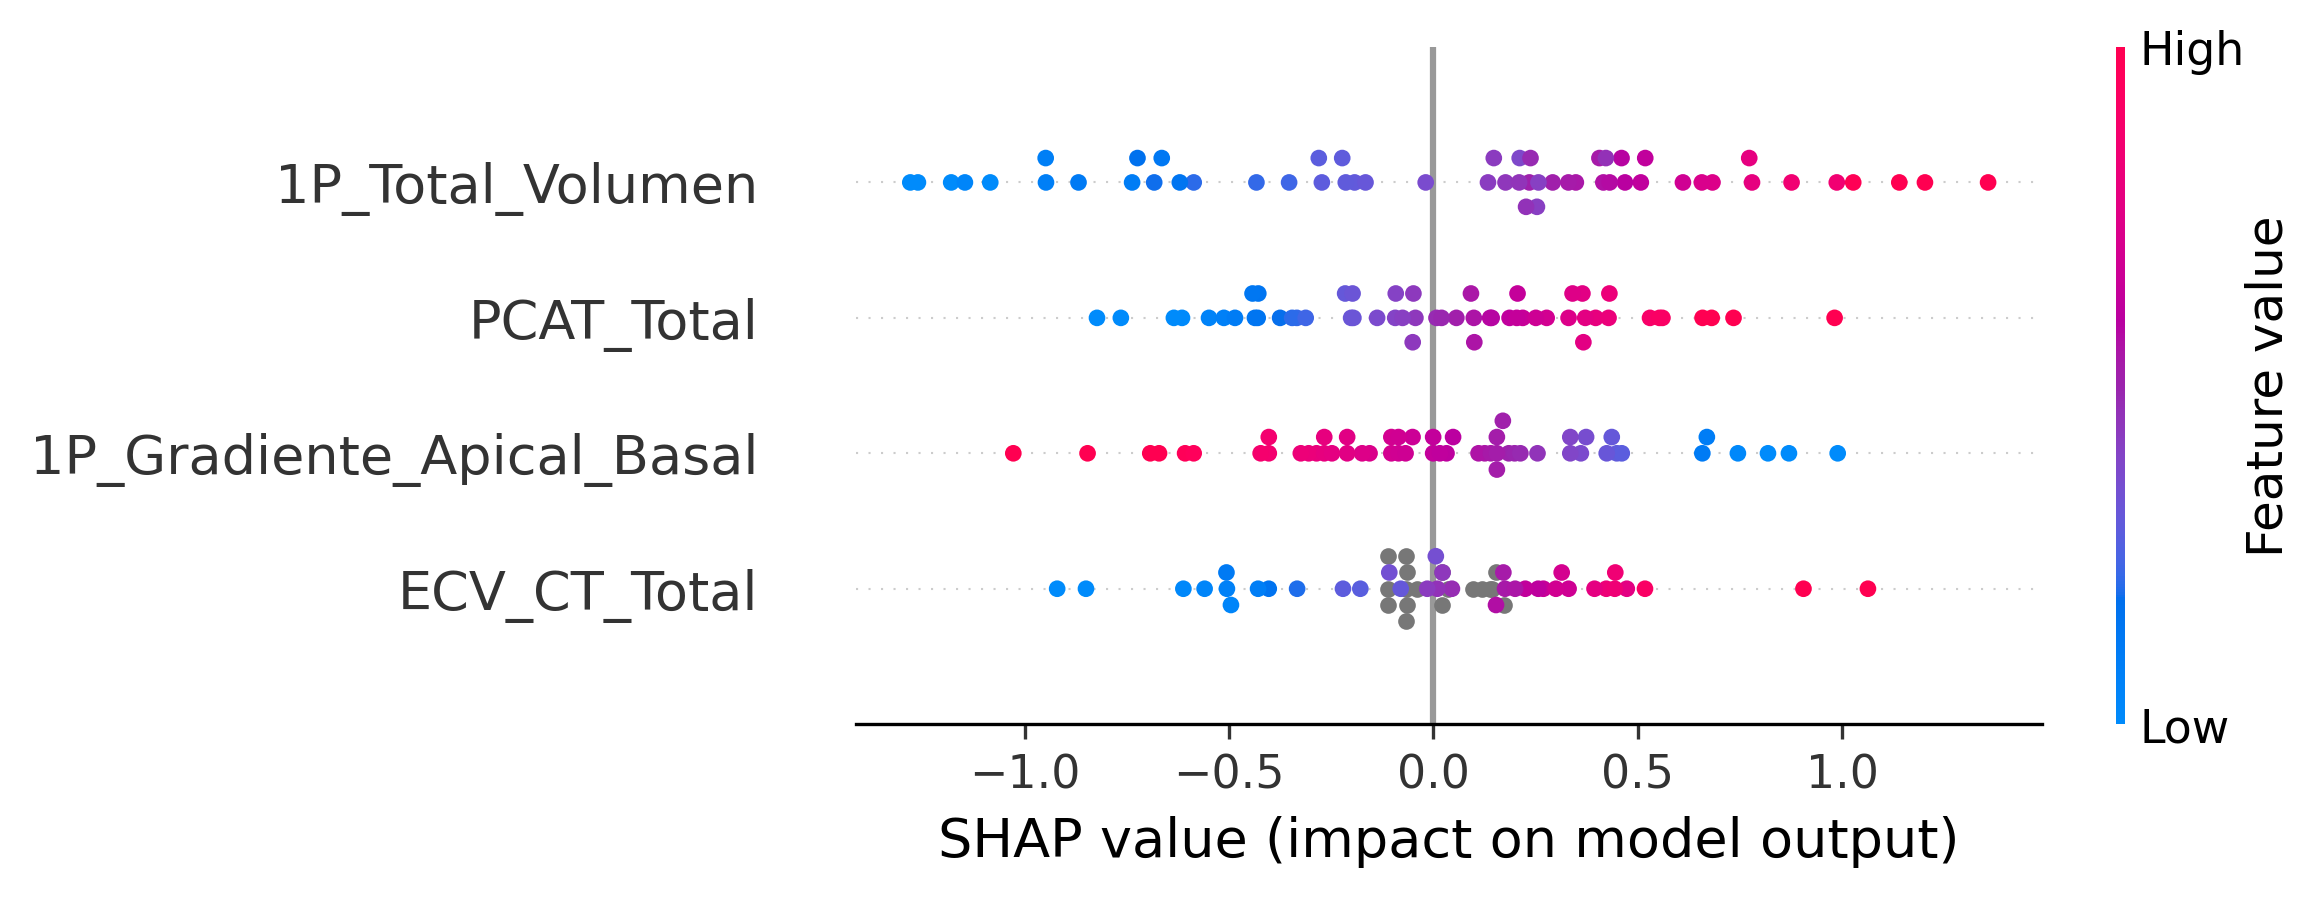 High
1P_Total_Volumen
PCAT_Total
1P_Gradiente_Apical_Basal
ECV_CT_Total
Feature value
Low
−1.0 −0.5 0.0 0.5 1.0
SHAP value (impact on model output)